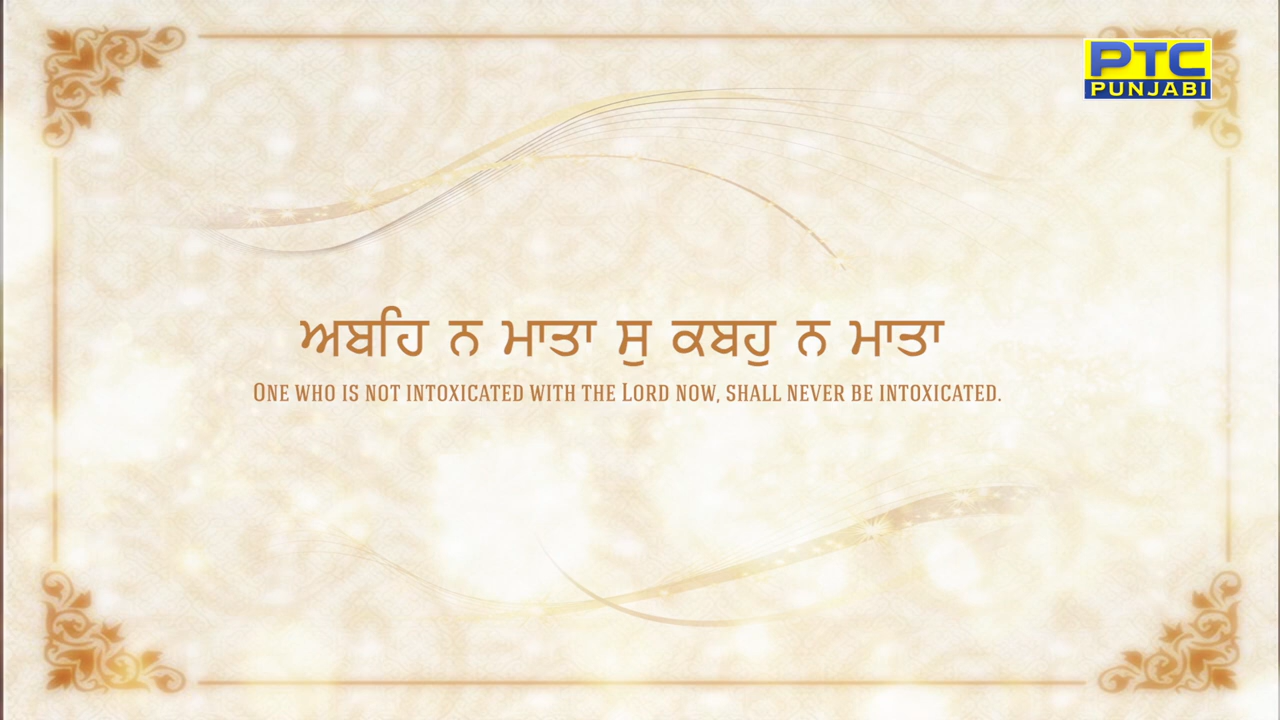 PTC
PUNJABI
ਅਬਹਿ ਨ ਮਾਤਾ ਸੁ ਕਬਹੁ ਨ ਮਾਤਾ
One who is not intoxicated with the Lord now, shall never be intoxicated.